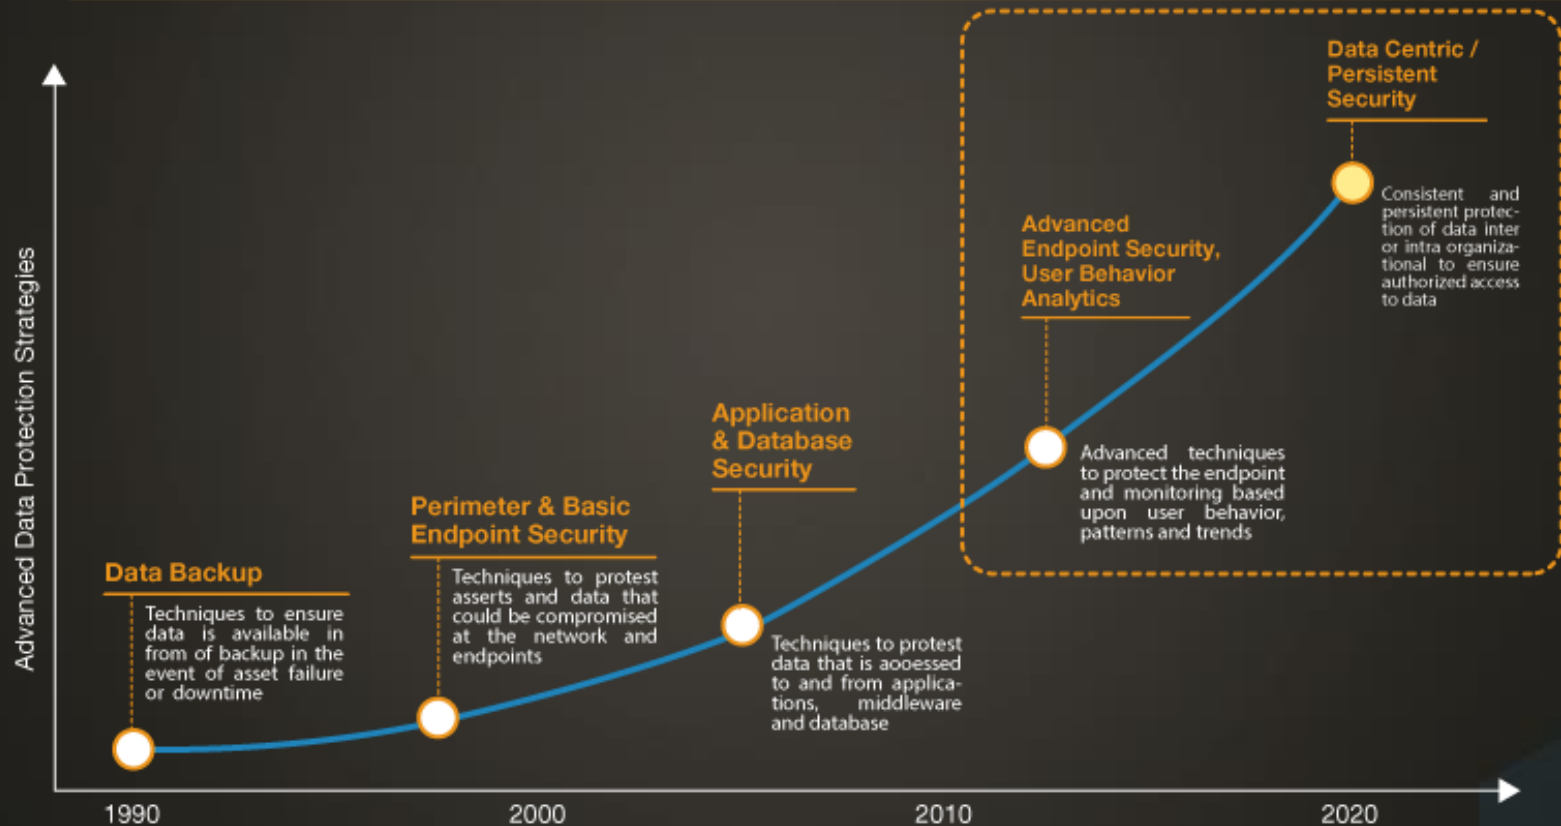 Advanced Data Protection Strategies
Data Backup
Techniques to ensure
data is available in
from of backup in the
event of asset failure
or downtime
Perimeter & Basic
Endpoint Security
Techniques to protest
asserts and data that
could be compromised
at the network and
endpoints
Application
& Database
Security
Techniques to protest
data that is aooessed
to and from applica-
tions, middleware
and database
Advanced
Endpoint Security,
User Behavior
Analytics
Advanced techniques
to protect the endpoint
and monitoring based
upon user behavior,
patterns and trends
Data Centric /
Persistent
Security
Consistent and
persistent protec-
tion of data inter
or intra organiza-
tional to ensure
authorized access
to data
1990
2000
2010
2020